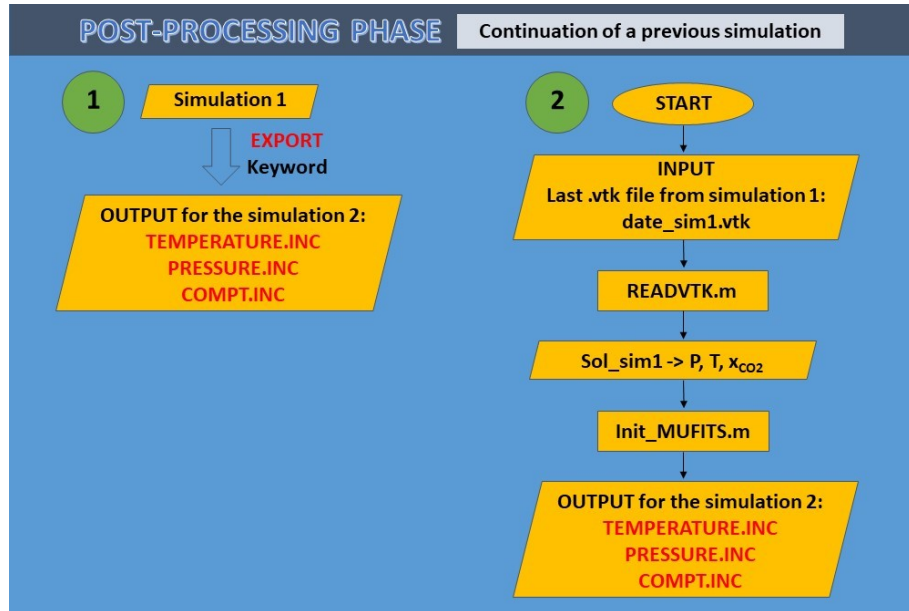 POST-PROCESSING PHASE
Continuation of a previous simulation
1
Simulation 1
EXPORT
Keyword
OUTPUT for the simulation 2:
TEMPERATURE.INC
PRESSURE.INC
COMPT.INC
2
START
INPUT
Last .vtk file from simulation 1:
date_sim1.vtk
READVTK.m
Sol_sim1 -> P, T, xCO2
Init_MUFITS.m
OUTPUT for the simulation 2:
TEMPERATURE.INC
PRESSURE.INC
COMPT.INC